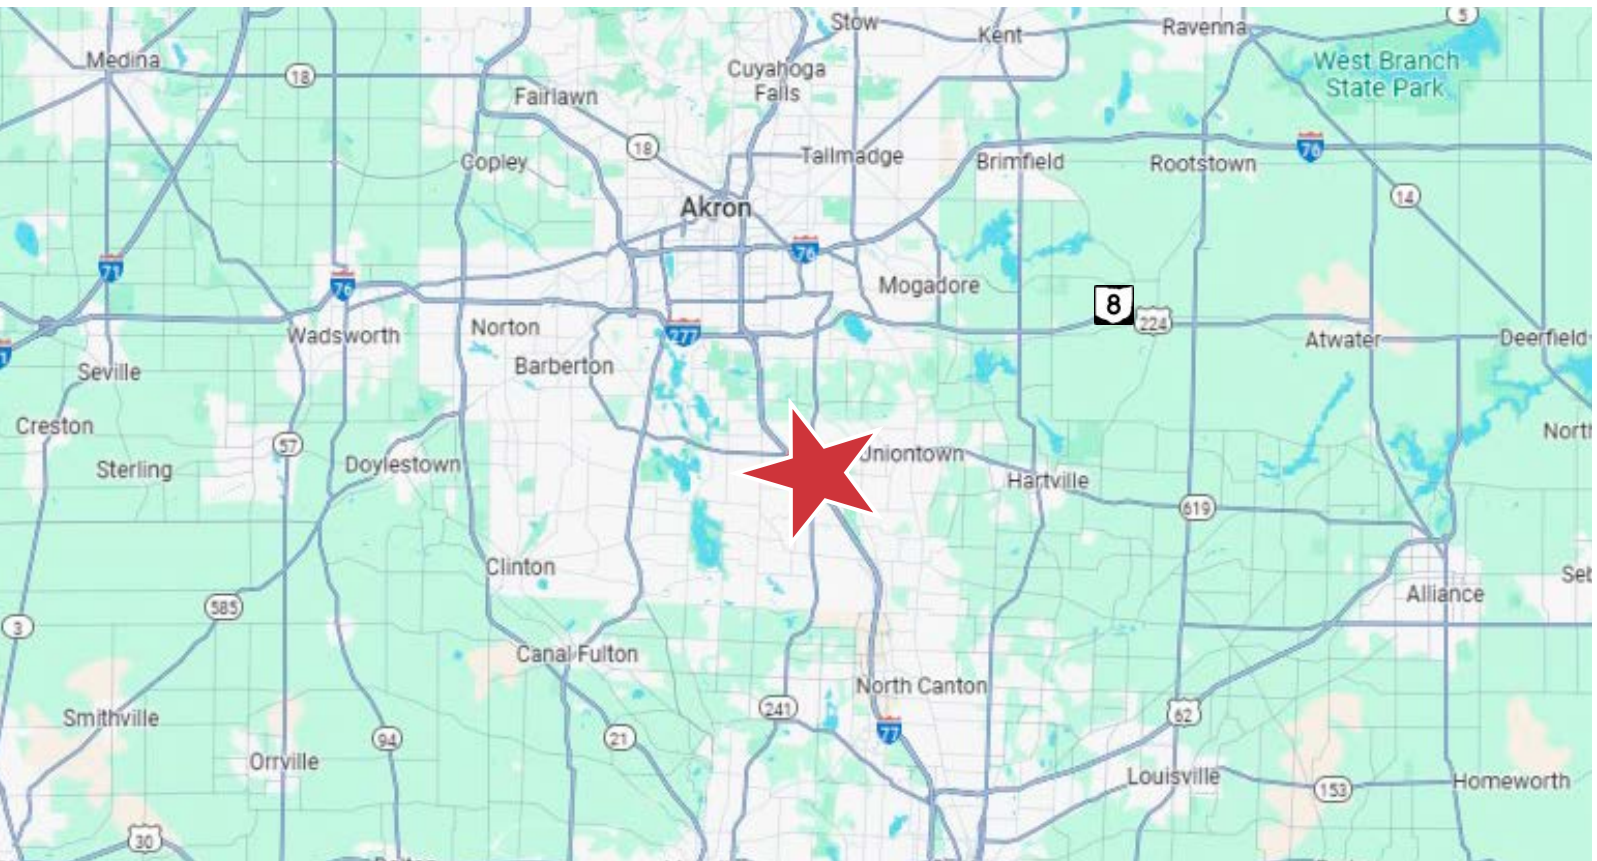 Stow
Kent
Ravenna
5
Medina
18
Cuyahoga
Falls
West Branch
State Park
Fairlawn
18
Copley
Tallmadge
Brimfield
Rootstown
76
14
Akron
76
71
76
Mogadore
8
224
Norton
277
Wadsworth
Barberton
Atwater
Deerfield
1
Seville
Creston
57
Sterling
Doylestown
Uniontown
Hartville
North
619
Clinton
585
Alliance
Seb
3
Canal Fulton
North Canton
241
62
77
Smithville
94
21
Orrville
Louisville
153
Homeworth
30